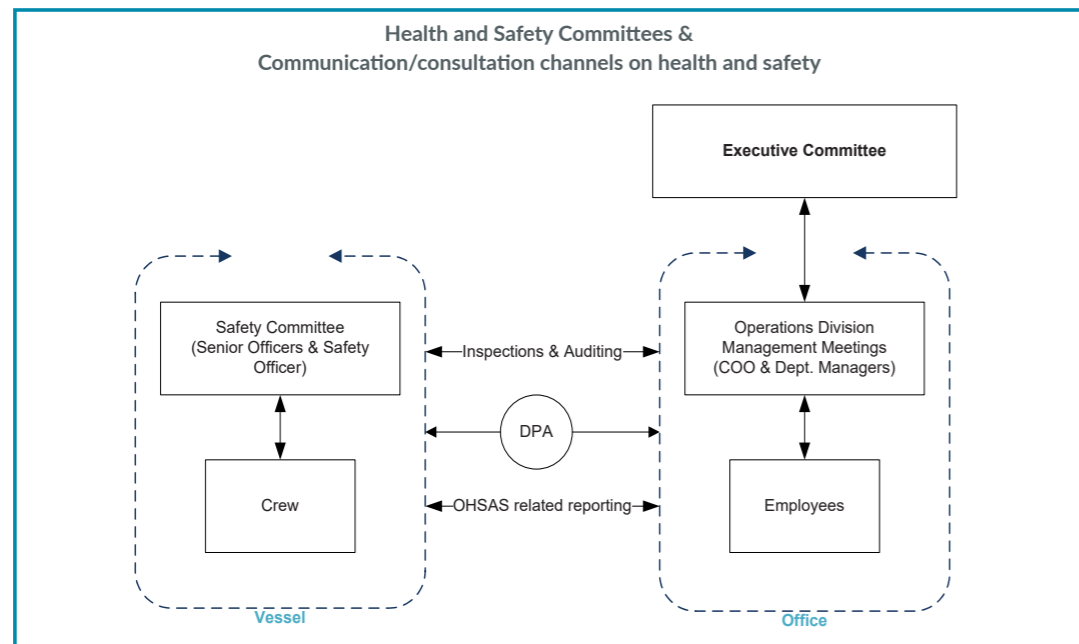 Health and Safety Committees &
Communication/consultation channels on health and safety
Executive Committee
Safety Committee
(Senior Officers & Safety
Officer)
Inspections & Auditing
Operations Division
Management Meetings
(COO & Dept. Managers)
DPA
Crew
OHSAS related reporting
Employees
Vessel
Office